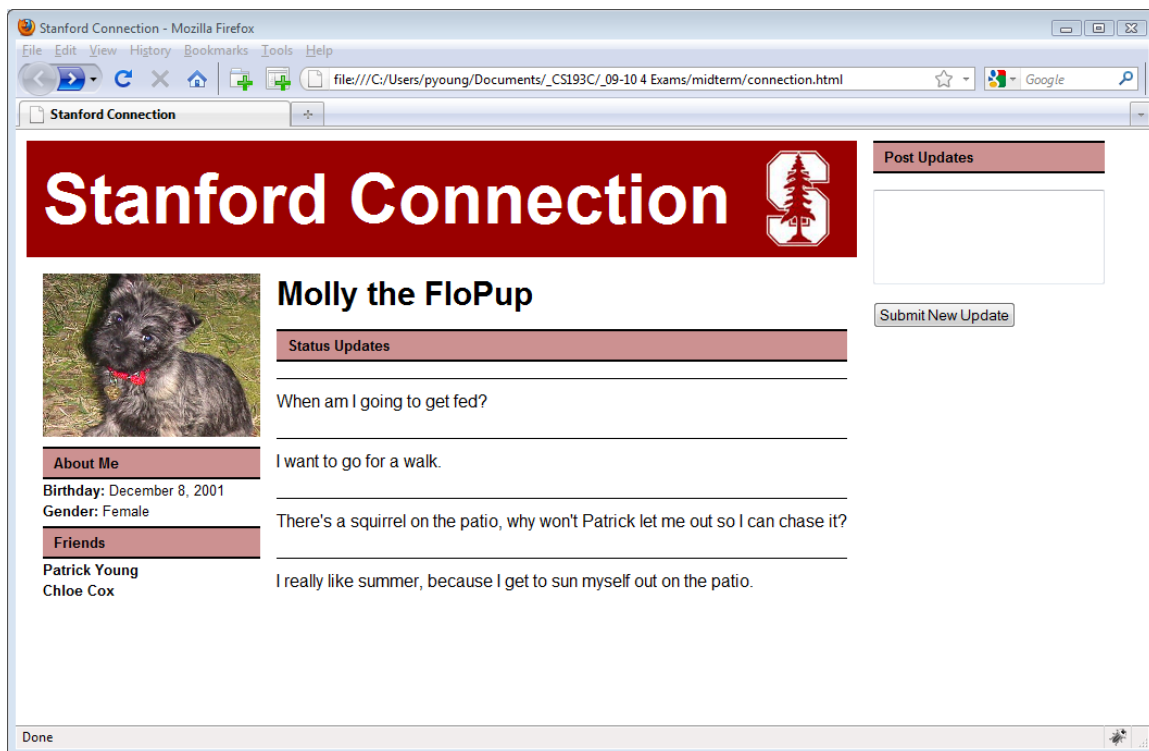 Stanford Connection - Mozilla Firefox
File Edit View History Bookmarks Tools Help
file:///C:/Users/pyoung/Documents/_CS193C/_09-10 4 Exams/midterm/connection.html
Google
Stanford Connection
Stanford Connection
S
Post Updates
Submit New Update
Molly the FloPup
Status Updates
When am I going to get fed?
I want to go for a walk.
There's a squirrel on the patio, why won't Patrick let me out so I can chase it?
I really like summer, because I get to sun myself out on the patio.
About Me
Birthday: December 8, 2001
Gender: Female
Friends
Patrick Young
Chloe Cox
Done